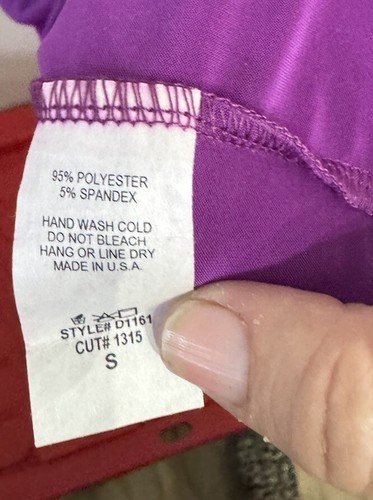 95% POLYESTER
5% SPANDEX
HAND WASH COLD
DO NOT BLEACH
HANG OR LINE DRY
MADE IN U.S.A.
STYLE# D1161
CUT# 1315
S